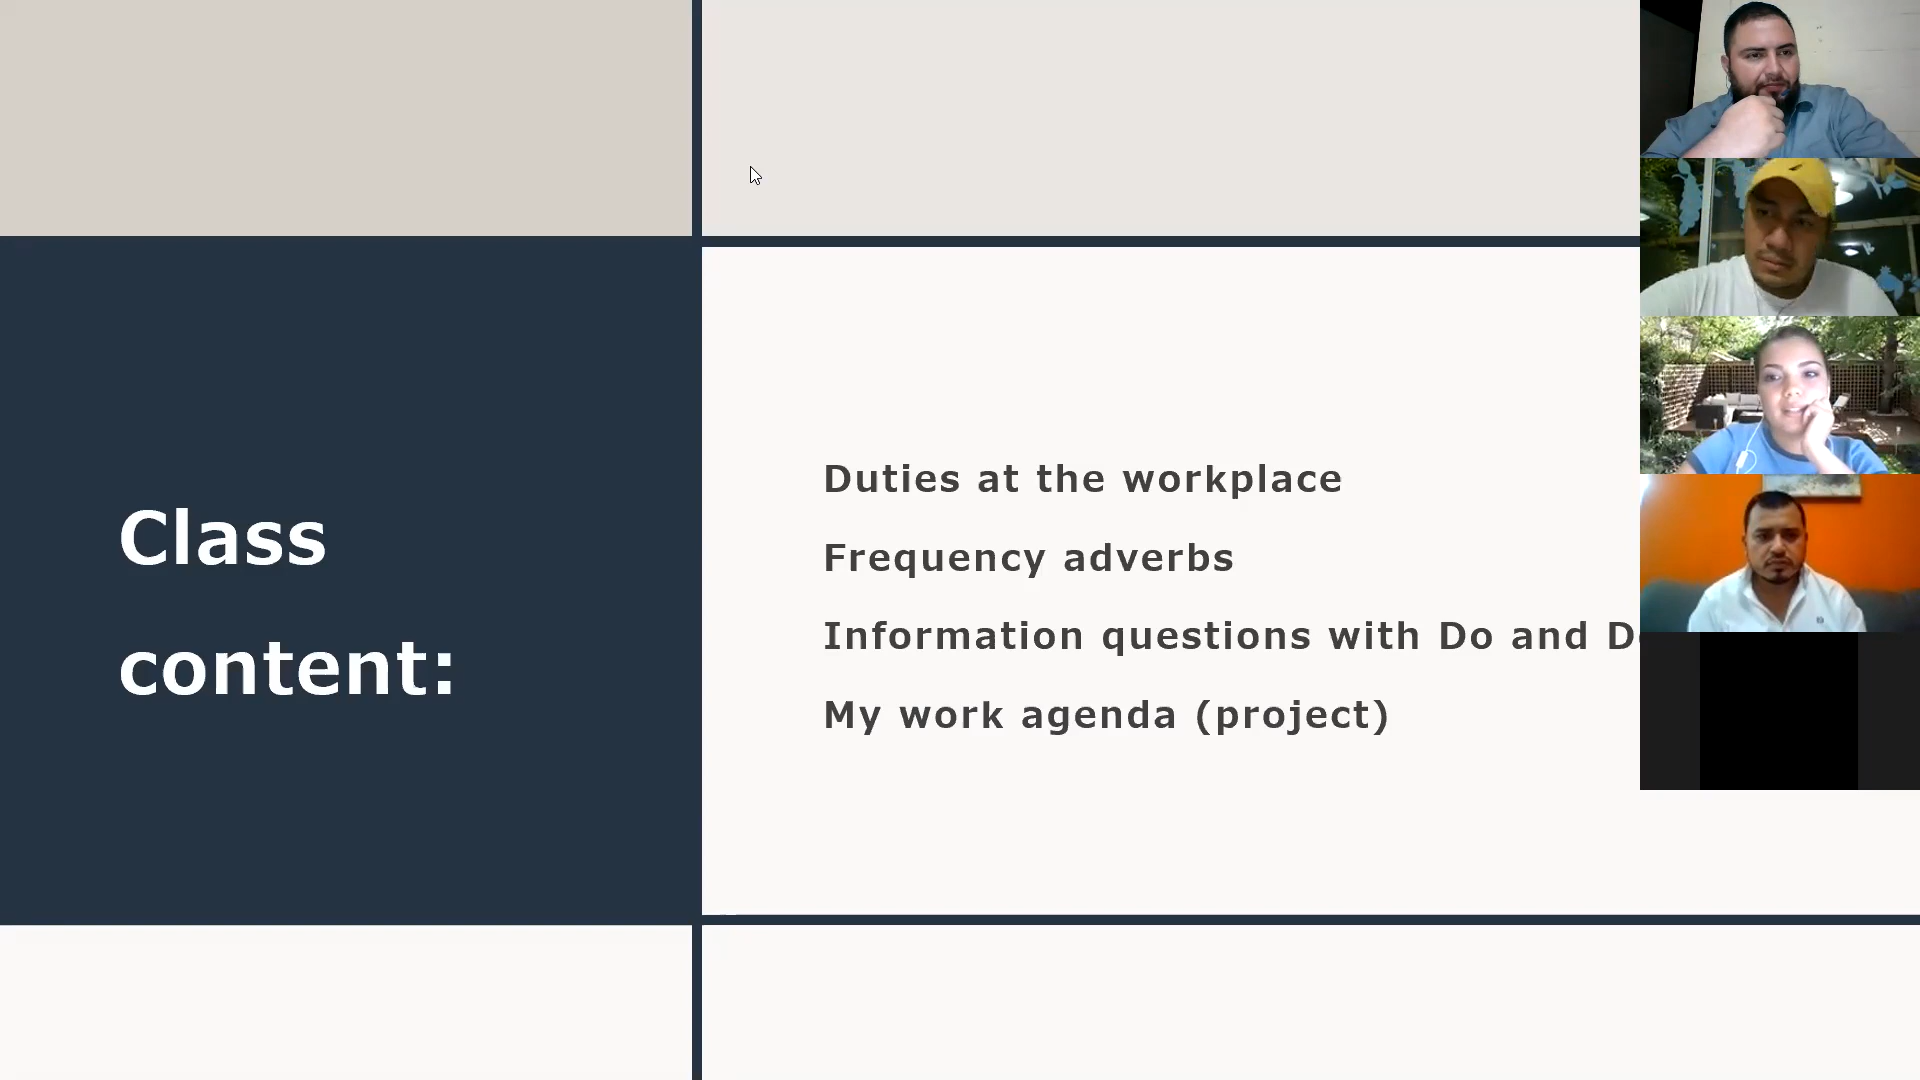 Class
content:
Duties at the workplace
Frequency adverbs
Information questions with Do and
My work agenda (project)